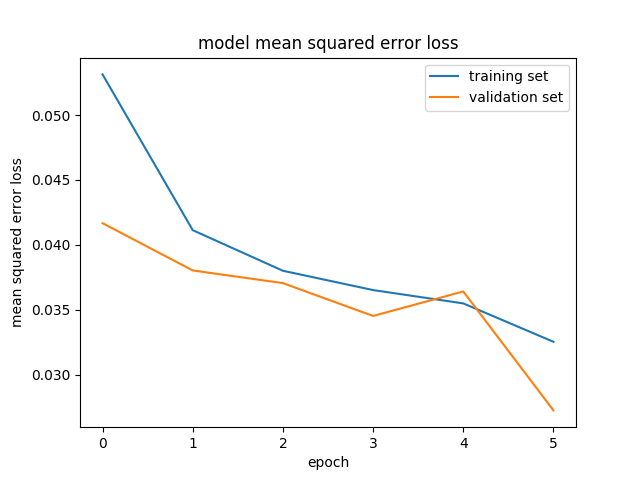 model mean squared error loss
training set
validation set
0.050
0.045
0.040
0.035
0.030
mean squared error loss
0 1 2 3 4 5
epoch